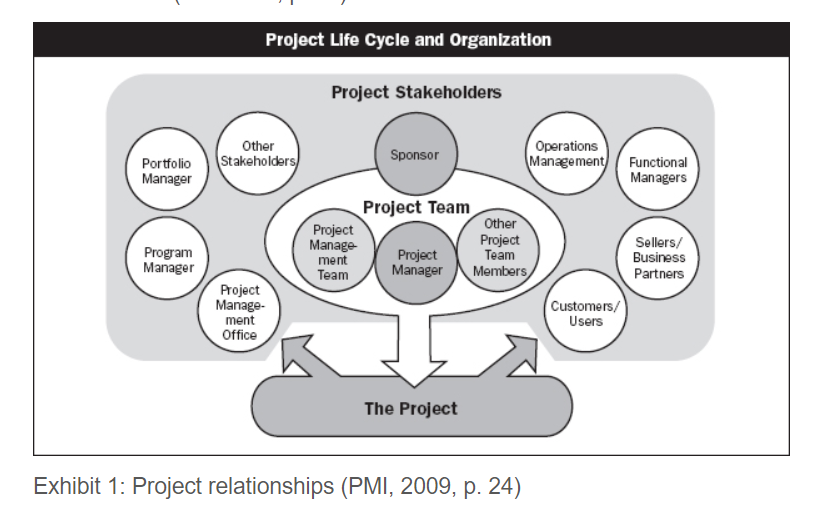 Project Life Cycle and Organization
Project Stakeholders
Portfolio
Manager
Other
Stakeholders
Sponsor
Operations
Management
Functional
Managers
Project Team
Project
Manage-
ment
Team
Project
Manager
Other
Project
Team
Members
Program
Manager
Sellers/
Business
Partners
Project
Manage-
ment
Office
Customers/
Users
The Project
Exhibit 1: Project relationships (PMI, 2009, p. 24)